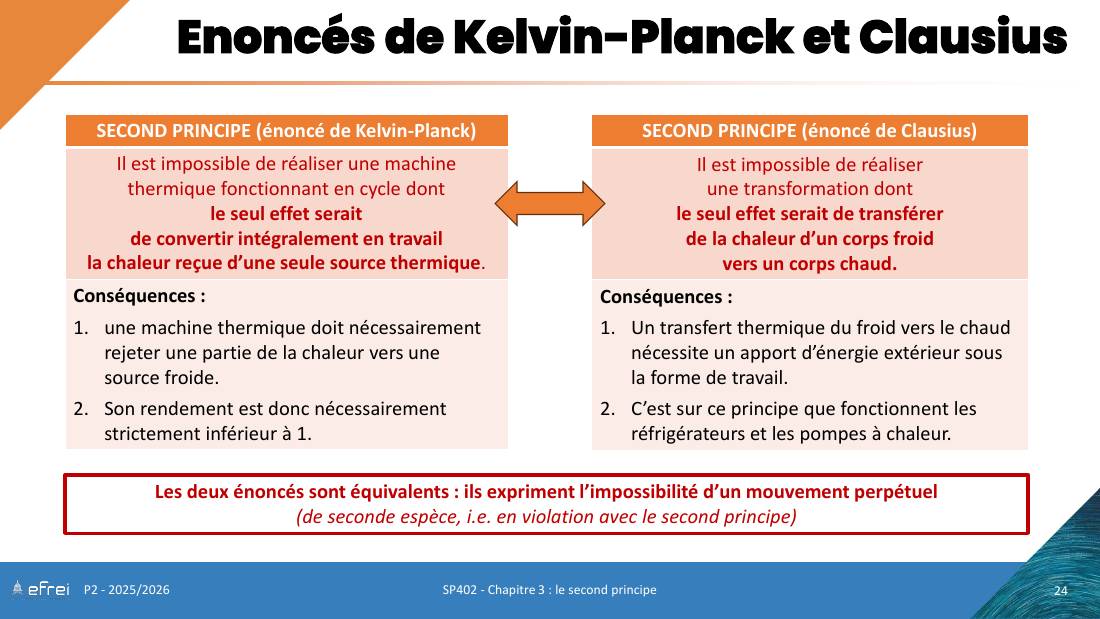 Enoncés de Kelvin-Planck et Clausius
SECOND PRINCIPE (énoncé de Kelvin-Planck)
Il est impossible de réaliser une machine
thermique fonctionnant en cycle dont
le seul effet serait
de convertir intégralement en travail
la chaleur reçue d’une seule source thermique.
Conséquences :
1. une machine thermique doit nécessairement
rejeter une partie de la chaleur vers une
source froide.
2. Son rendement est donc nécessairement
strictement inférieur à 1.
SECOND PRINCIPE (énoncé de Clausius)
Il est impossible de réaliser
une transformation dont
le seul effet serait de transférer
de la chaleur d’un corps froid
vers un corps chaud.
Conséquences :
1. Un transfert thermique du froid vers le chaud
nécessite un apport d’énergie extérieur sous
la forme de travail.
2. C’est sur ce principe que fonctionnent les
réfrigérateurs et les pompes à chaleur.
Les deux énoncés sont équivalents : ils expriment l’impossibilité d’un mouvement perpétuel
(de seconde espèce, i.e. en violation avec le second principe)
efrei P2 - 2025/2026
SP402 - Chapitre 3 : le second principe
24